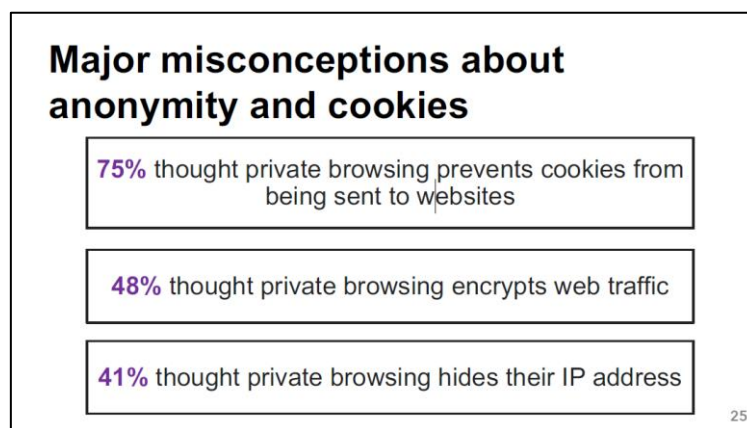 Major misconceptions about
anonymity and cookies
75% thought private browsing prevents cookies from
being sent to websites
48% thought private browsing encrypts web traffic
41% thought private browsing hides their IP address
25